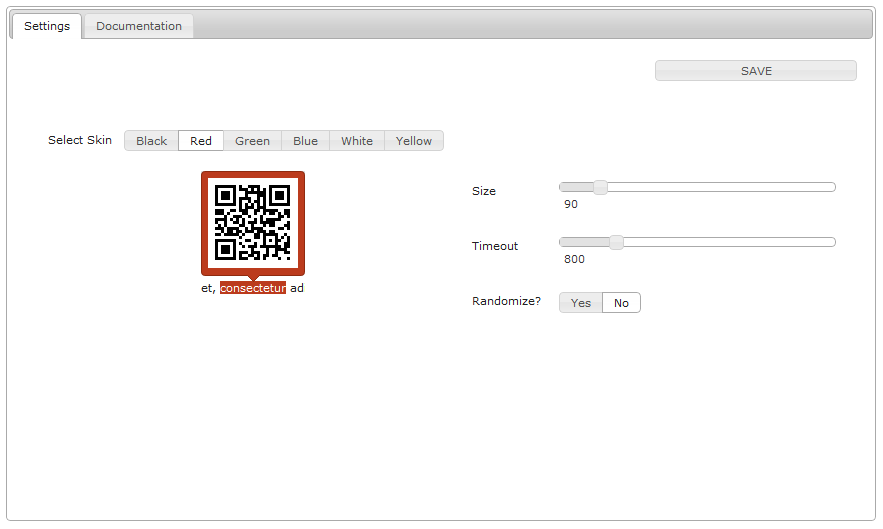 Settings
Documentation
SAVE
Select Skin
Black
Red
Green
Blue
White
Yellow
Size
90
Timeout
800
et, consectetur ad
Randomize?
Yes
No